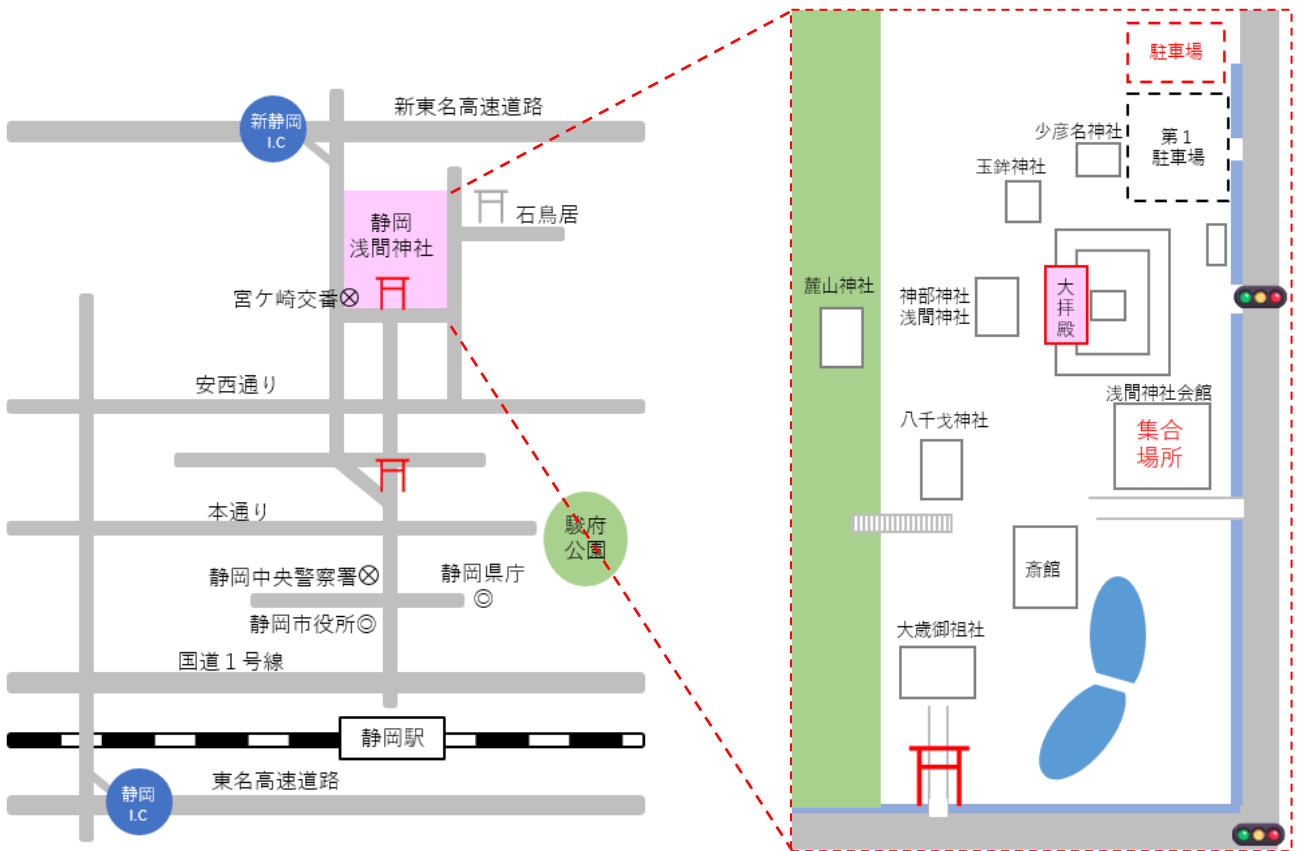 新東名高速道路
新静岡
I.C
静岡
浅間神社
石鳥居
宮ケ崎交番
安西通り
本通り
駿府
公園
静岡中央警察署
静岡県庁
静岡市役所
国道１号線
静岡駅
東名高速道路
静岡
I.C
駐車場
第１
駐車場
少彦名神社
玉鉾神社
麓山神社
神部神社
浅間神社
大
拝
殿
浅間神社会館
集合
場所
八千戈神社
斎館
大歳御祖社